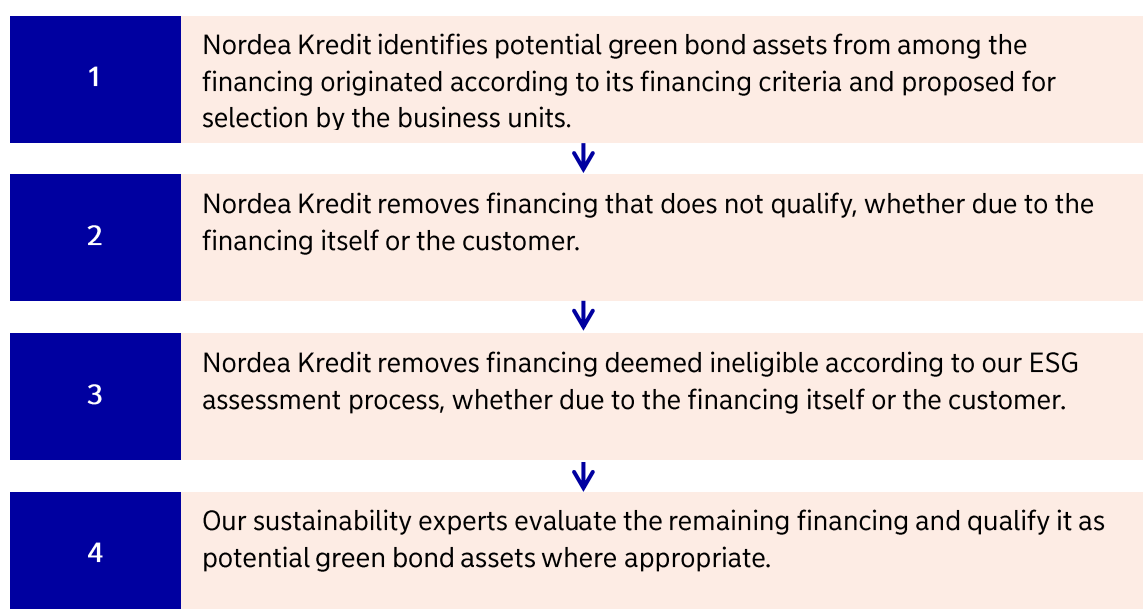 1
Nordea Kredit identifies potential green bond assets from among the
financing originated according to its financing criteria and proposed for
selection by the business units.
2
Nordea Kredit removes financing that does not qualify, whether due to the
financing itself or the customer.
3
Nordea Kredit removes financing deemed ineligible according to our ESG
assessment process, whether due to the financing itself or the customer.
4
Our sustainability experts evaluate the remaining financing and qualify it as
potential green bond assets where appropriate.